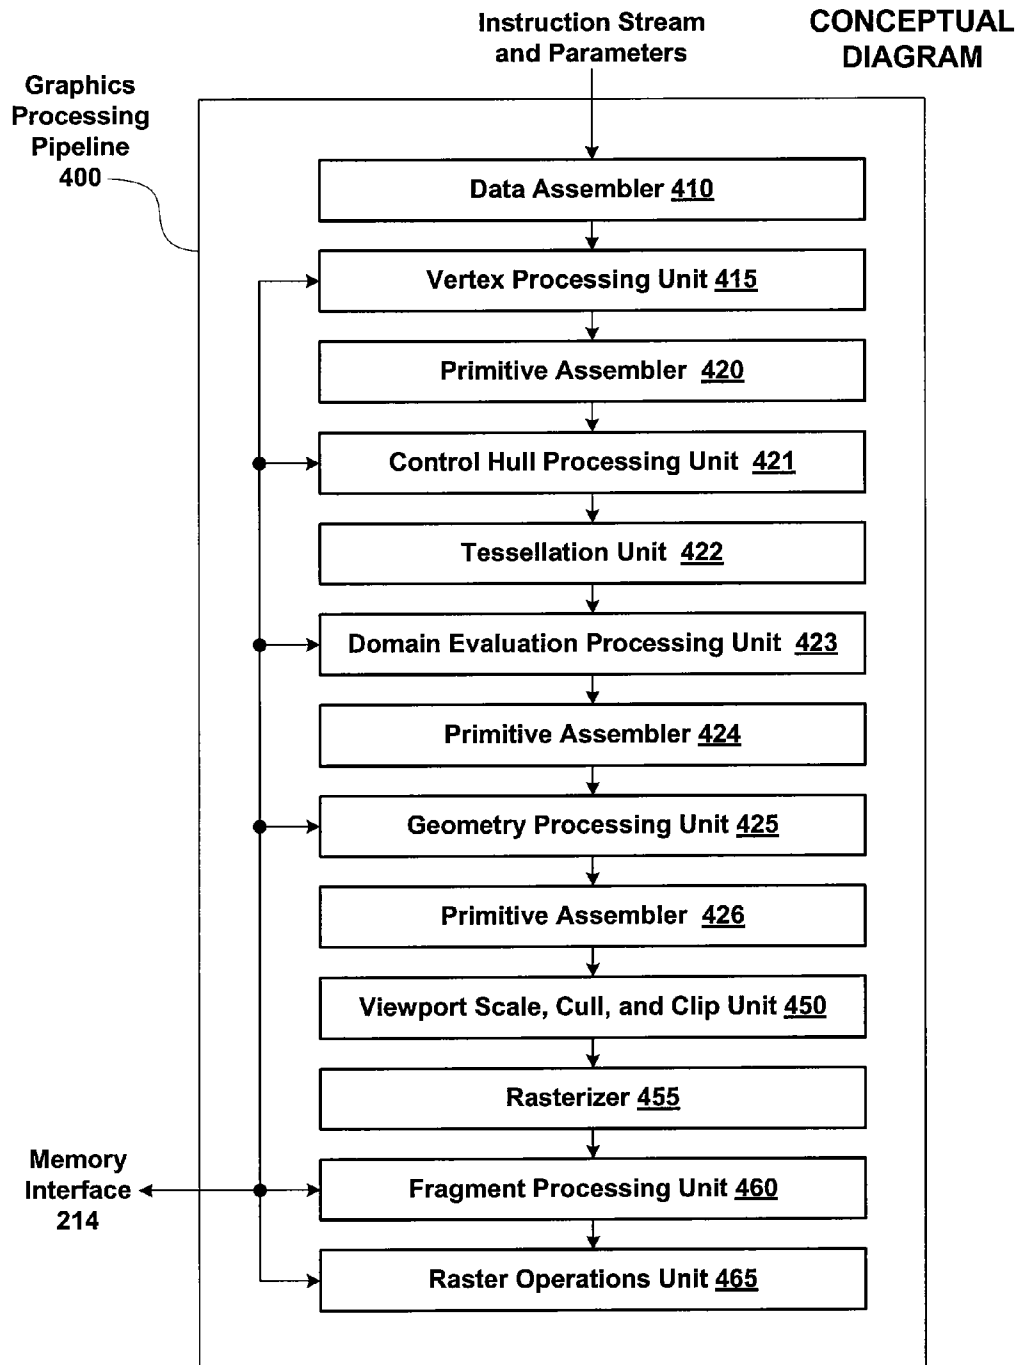 Instruction Stream
and Parameters
CONCEPTUAL
DIAGRAM
Graphics
Processing
Pipeline
400
Data Assembler 410
Vertex Processing Unit 415
Primitive Assembler 420
Control Hull Processing Unit 421
Tessellation Unit 422
Domain Evaluation Processing Unit 423
Primitive Assembler 424
Geometry Processing Unit 425
Primitive Assembler 426
Viewport Scale, Cull, and Clip Unit 450
Rasterizer 455
Memory
Interface
214
Fragment Processing Unit 460
Raster Operations Unit 465